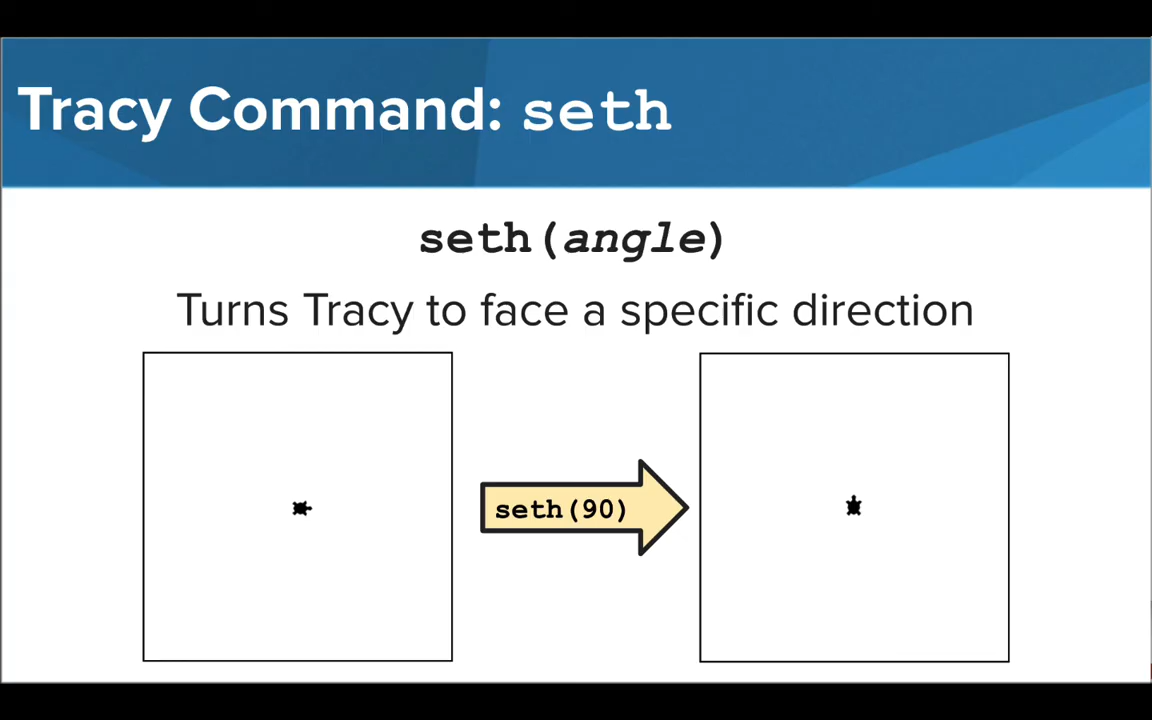 Tracy Command: seth
seth(angle)
Turns Tracy to face a specific direction
seth(90)